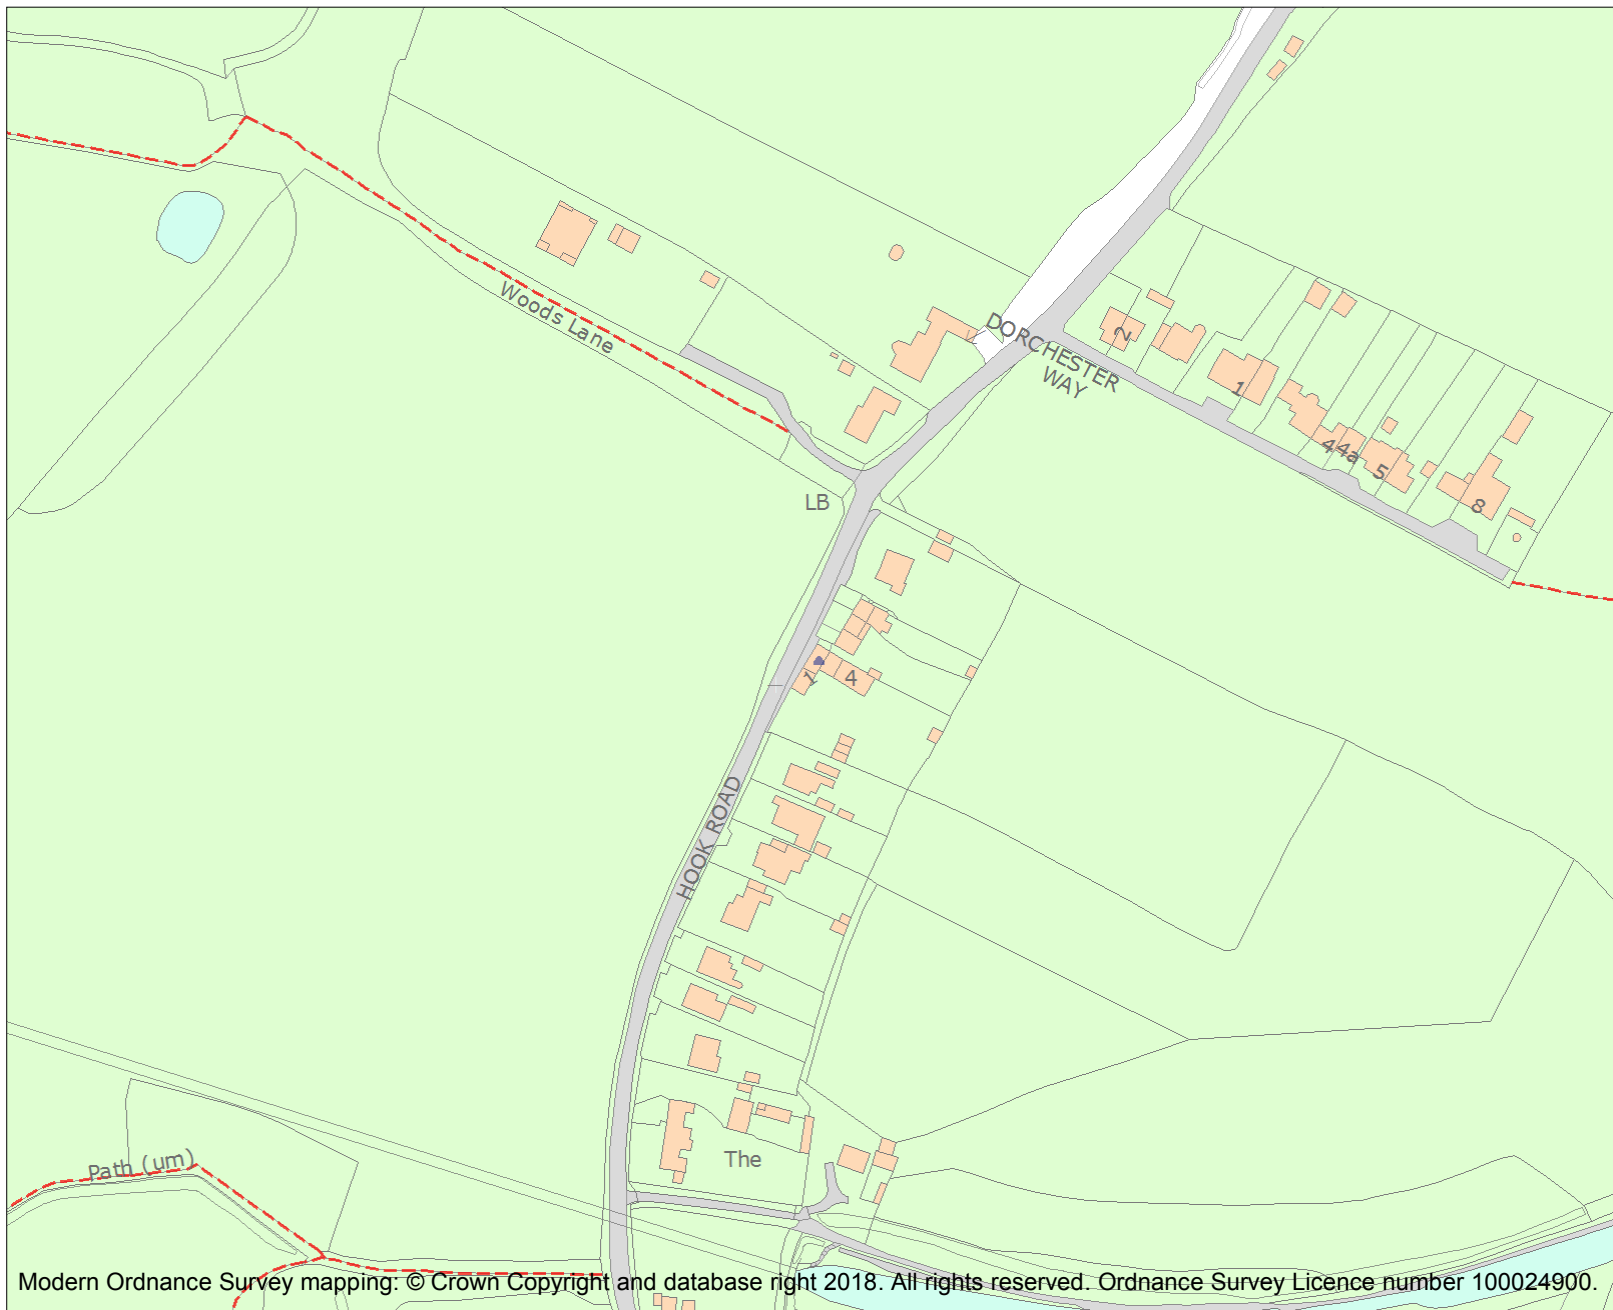 Woods Lane
DORCHESTER
WAY
2
1
4
4a
5
8
LB
1
4
HOOK ROAD
The
Path (um)
Modern Ordnance Survey mapping: © Crown Copyright and database right 2018. All rights reserved. Ordnance Survey Licence number 100024900.